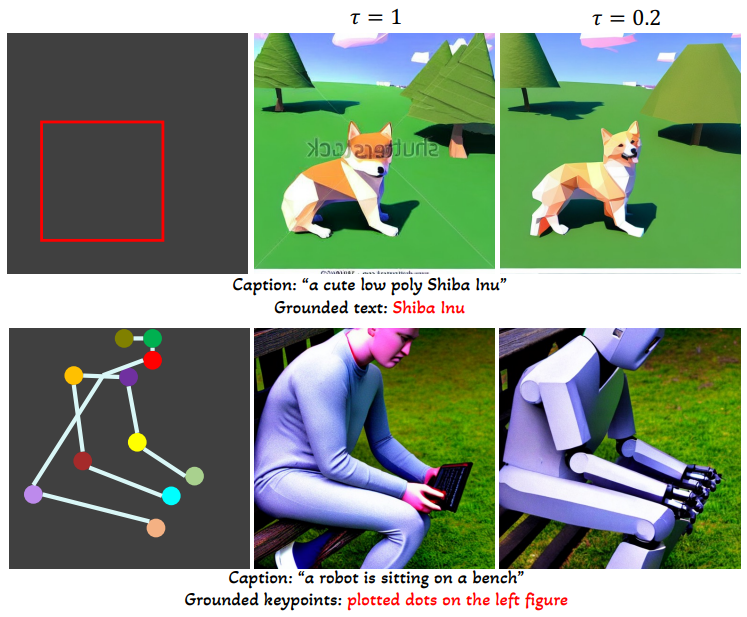 τ = 1
τ = 0.2
shutterstock
Caption: “a cute low poly Shiba Inu”
Grounded text: Shiba Inu
Caption: “a robot is sitting on a bench”
Grounded keypoints: plotted dots on the left figure